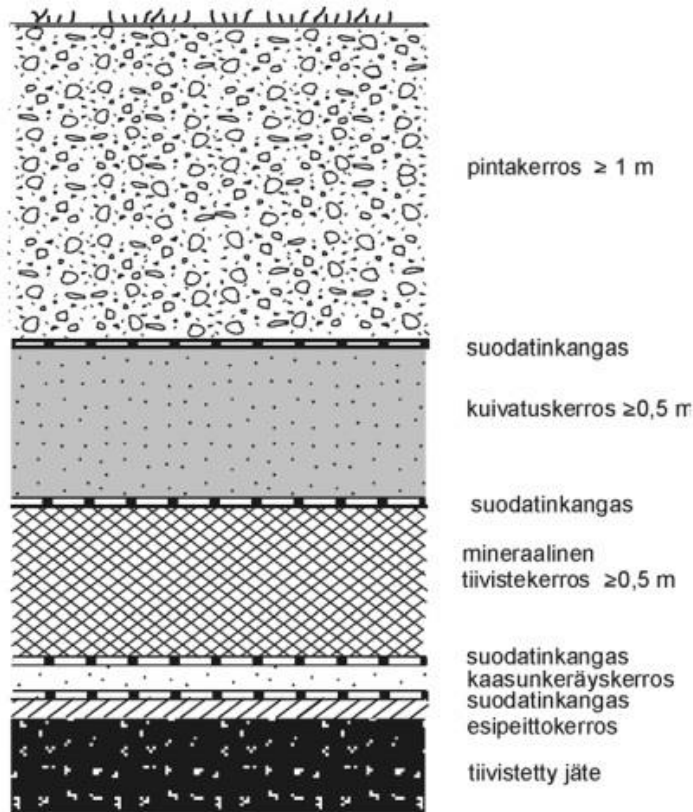 pintakerros ≥ 1 m
suodatinkangas
kuivatuskerros ≥0,5 m
suodatinkangas
mineraalinen
tiivistekerros ≥0,5 m
suodatinkangas
kaasunkeräyskerros
suodatinkangas
esipeittokerros
tiivistetty jäte